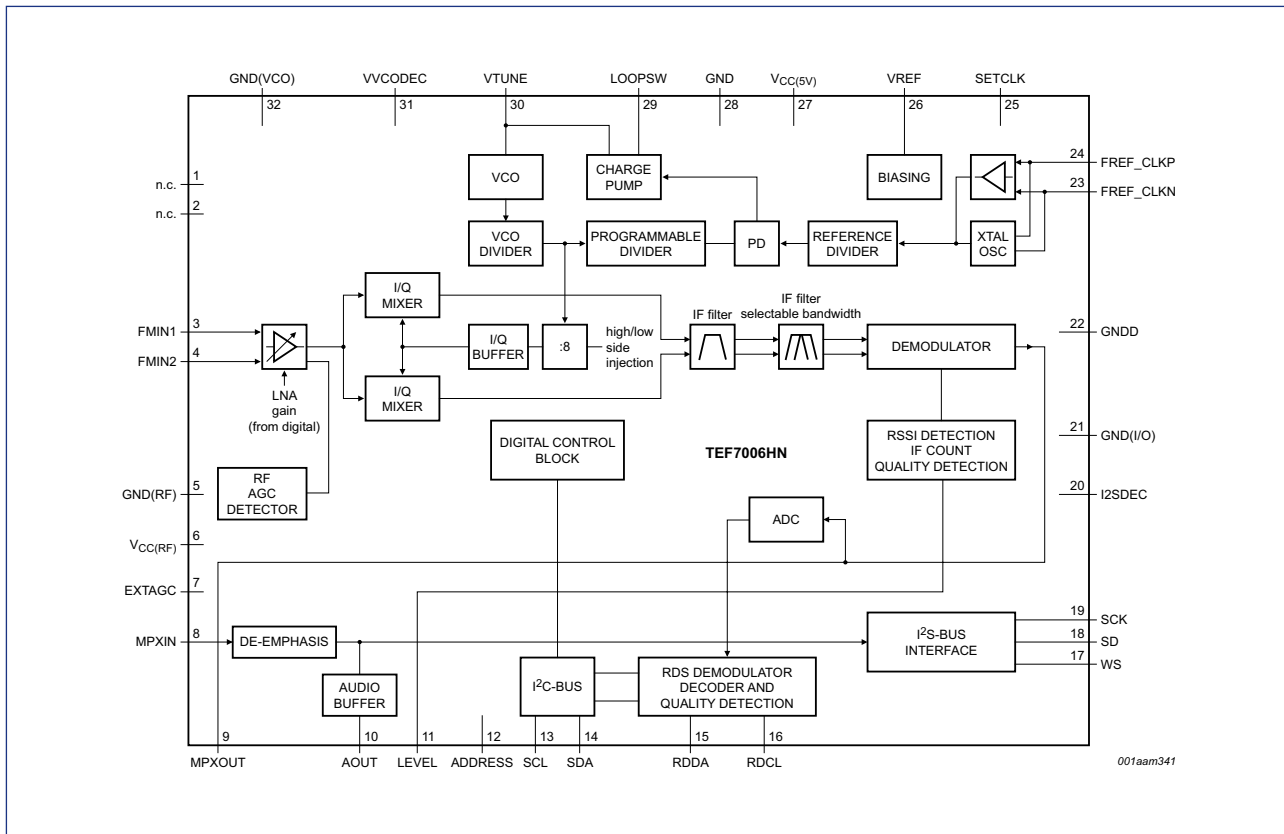 GND(VCO) VVCODEC VTUNE LOOPSW GND VCC(5V) VREF SETCLK
32 31 30 29 28 27 26 25
n.c. 1
n.c. 2
VCO
CHARGE
PUMP
BIASING
24 FREF_CLKP
23 FREF_CLKN
VCO
DIVIDER
PROGRAMMABLE
DIVIDER
PD
REFERENCE
DIVIDER
XTAL
OSC
FMIN1 3
FMIN2 4
LNA
gain
(from digital)
I/Q
MIXER
I/Q
MIXER
I/Q
BUFFER
:8
high/low
side
injection
IF filter
IF filter
selectable bandwidth
DEMODULATOR
22 GNDD
DIGITAL CONTROL
BLOCK
TEF7006HN
RSSI DETECTION
IF COUNT
QUALITY DETECTION
21 GND(I/O)
20 I2SDEC
GND(RF) 5
RF
AGC
DETECTOR
ADC
VCC(RF) 6
EXTAGC 7
MPXIN 8
DE-EMPHASIS
AUDIO
BUFFER
I2C-BUS
RDS DEMODULATOR
DECODER AND
QUALITY DETECTION
I2S-BUS
INTERFACE
19 SCK
18 SD
17 WS
9 10 11 12 13 14 15 16
MPXOUT AOUT LEVEL ADDRESS SCL SDA RDDA RDCL
001aam341